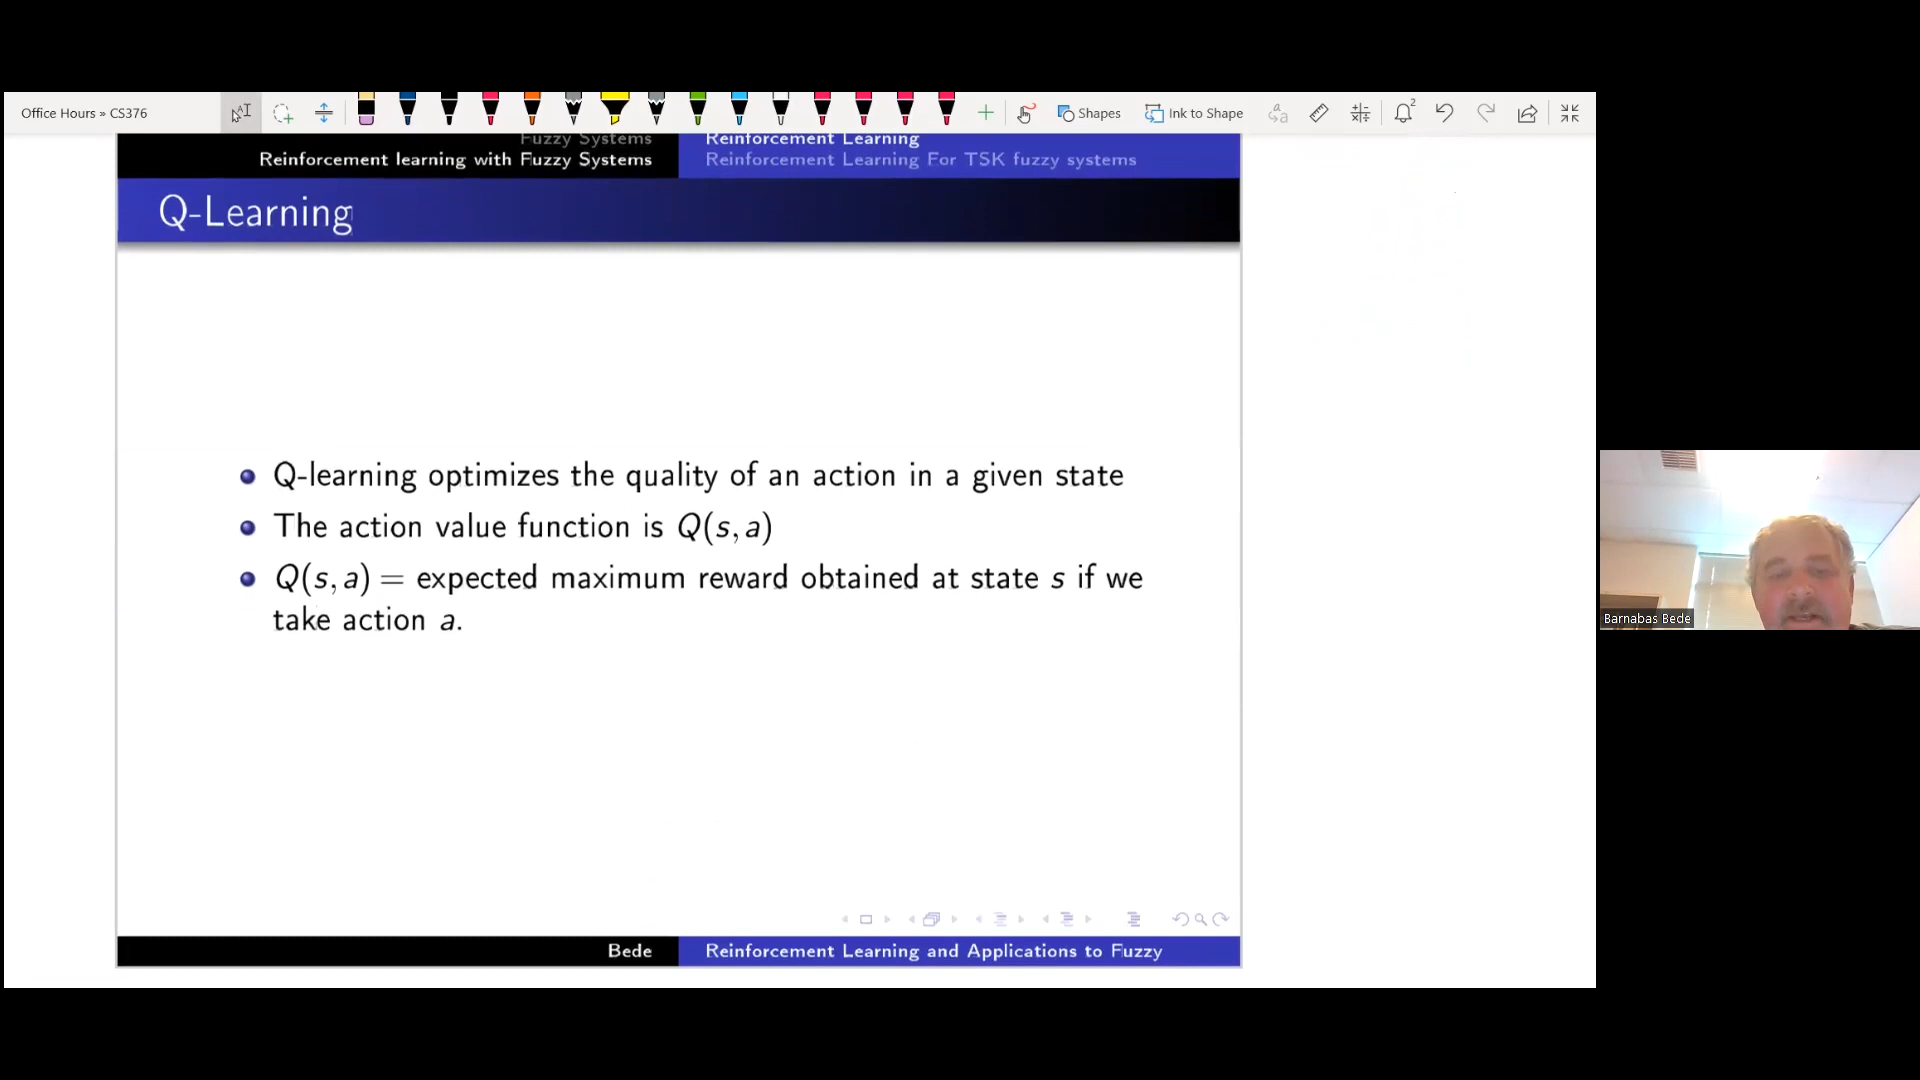 Office Hours » CS376
Shapes
Ink to Shape
2
Fuzzy Systems
Reinforcement learning with Fuzzy Systems
Reinforcement Learning
Reinforcement Learning For TSK fuzzy systems
Q-Learning
Q-learning optimizes the quality of an action in a given state
The action value function is Q(s, a)
Q(s, a) = expected maximum reward obtained at state s if we
take action a.
Bede
Reinforcement Learning and Applications to Fuzzy
Barnabas Bede